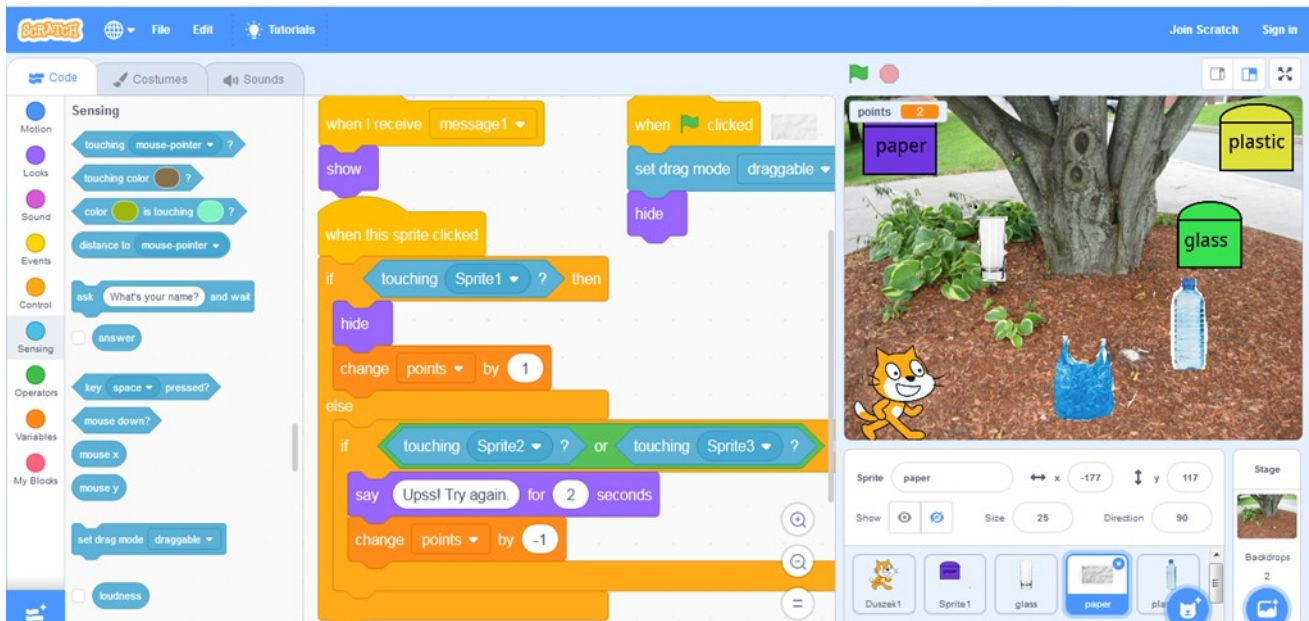 SCRATCH File Edit Tutorials Join Scratch Sign in
Code Costumes Sounds
Motion
Looks
Sound
Events
Control
Sensing
Operators
Variables
My Blocks
Sensing
touching mouse-pointer ?
touching color ?
color is touching ?
distance to mouse-pointer
ask What's your name? and wait
answer
key space pressed?
mouse down?
mouse x
mouse y
set drag mode draggable
loudness
when I receive message1
show
when this sprite clicked
if touching Sprite1 ? then
hide
change points by 1
else
if touching Sprite2 ? or touching Sprite3 ?
say Upss! Try again. for 2 seconds
change points by -1
when clicked
set drag mode draggable
hide
points 2
paper
plastic
glass
Sprite paper x -177 y 117
Show Size 25 Direction 90
Duszek1 Sprite1 glass paper
Stage
Backdrops
2